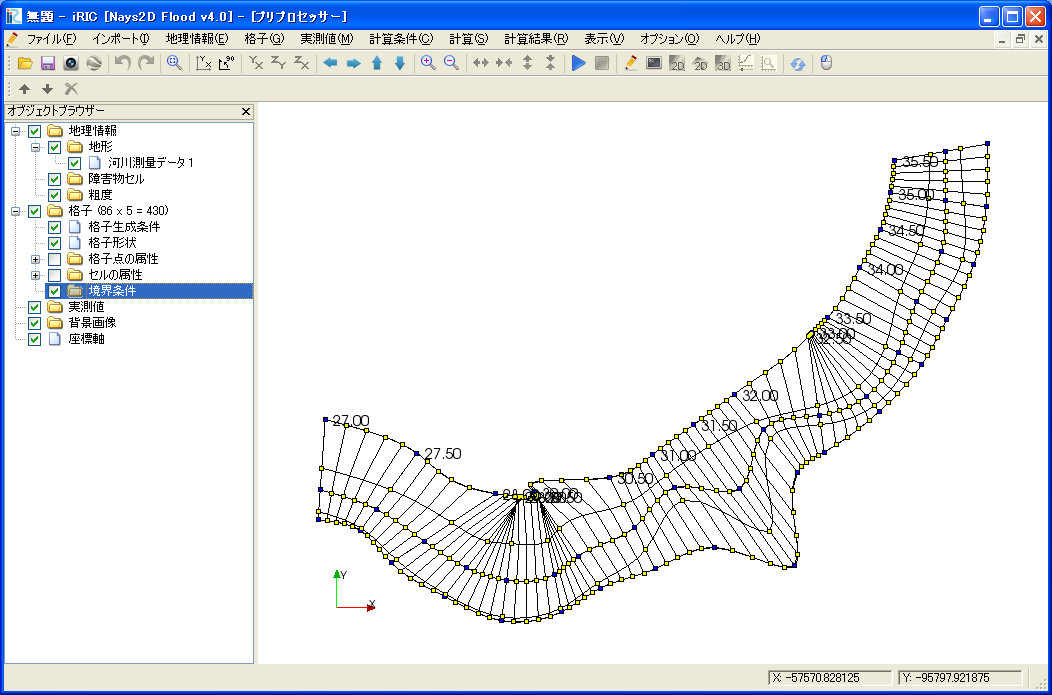 無題 - iRIC [Nays2D Flood v4.0] - [プリプロセッサー]
ファイル(F) インポート(I) 地理情報(E) 格子(G) 実測値(M) 計算条件(C) 計算(S) 計算結果(R) 表示(V) オプション(O) ヘルプ(H)
オブジェクトブラウザー
地理情報
地形
河川測量データ1
障害物セル
粗度
格子 (86 x 5 = 430)
格子生成条件
格子形状
格子点の属性
セルの属性
境界条件
実測値
背景画像
座標軸
35.50
35.00
34.50
34.00
33.50
32.00
31.50
31.00
30.50
27.00
27.50
Y
X
X: -57570.828125 Y: -95797.921875